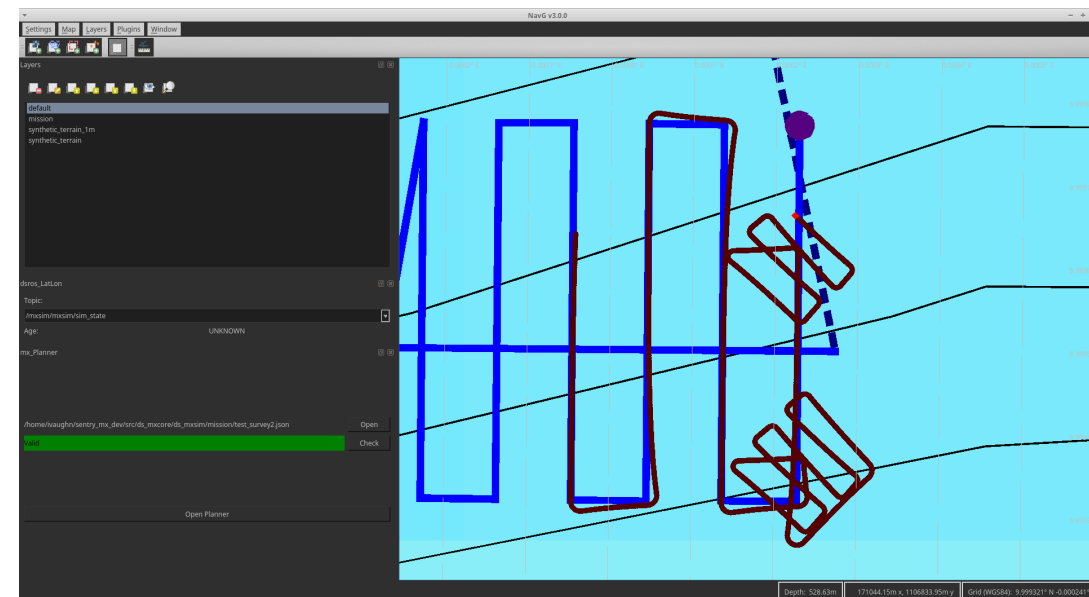 NavG v3.0.0
Settings Map Layers Plugins Window
Layers
default
mission
synthetic_terrain_1m
synthetic_terrain
dsros_LatLon
Topic:
/mxsim/mxsim/sim_state
Age: UNKNOWN
mx_Planner
/home/ivaughn/sentry_mx_dev/src/ds_mxcore/ds_mxsim/mission/test_survey2.json Open
Valid Check
Open Planner
Depth: 528.63m 171044.15m x, 1106833.95m y Grid (WGS84): 9.999321° N -0.000241